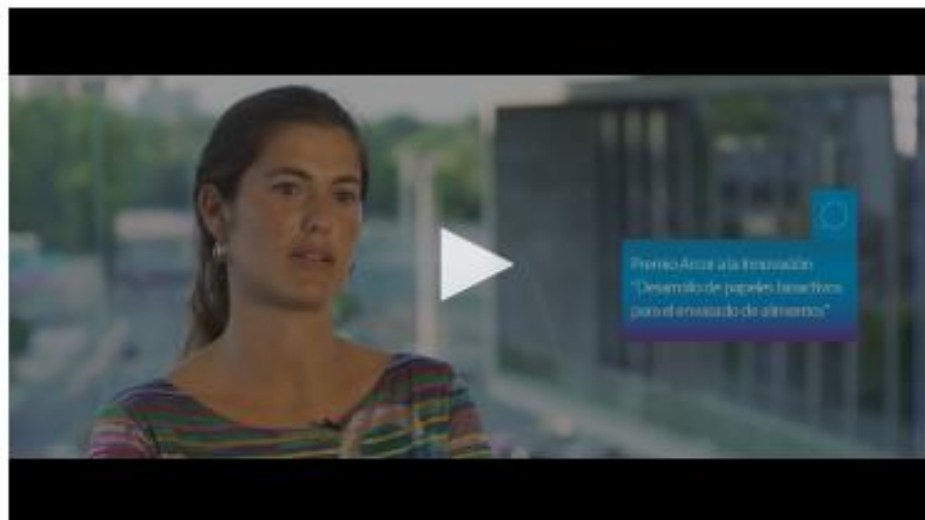 Premio Arcor a la Innovación
"Desarrollo de papeles bioactivos
para el envasado de alimentos"